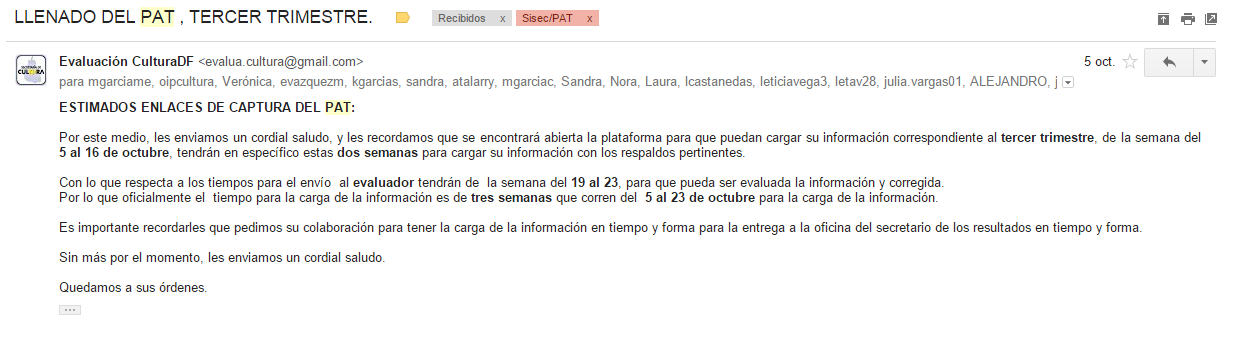 LLENADO DEL PAT , TERCER TRIMESTRE.
Recibidos x
Sisec/PAT x
Evaluación CulturaDF <evalua.cultura@gmail.com>
5 oct.
para mgarciame, oipcultura, Verónica, evazquezm, kgarcias, sandra, atalarry, mgarciac, Sandra, Nora, Laura, lcastanedas, leticiavega3, letav28, julia.vargas01, ALEJANDRO, j
CULTURA
ESTIMADOS ENLACES DE CAPTURA DEL PAT:
Por este medio, les enviamos un cordial saludo, y les recordamos que se encontrará abierta la plataforma para que puedan cargar su información correspondiente al tercer trimestre, de la semana del
5 al 16 de octubre, tendrán en específico estas dos semanas para cargar su información con los respaldos pertinentes.
Con lo que respecta a los tiempos para el envío al evaluador tendrán de la semana del 19 al 23, para que pueda ser evaluada la información y corregida.
Por lo que oficialmente el tiempo para la carga de la información es de tres semanas que corren del 5 al 23 de octubre para la carga de la información.
Es importante recordarles que pedimos su colaboración para tener la carga de la información en tiempo y forma para la entrega a la oficina del secretario de los resultados en tiempo y forma.
Sin más por el momento, les enviamos un cordial saludo.
Quedamos a sus órdenes.